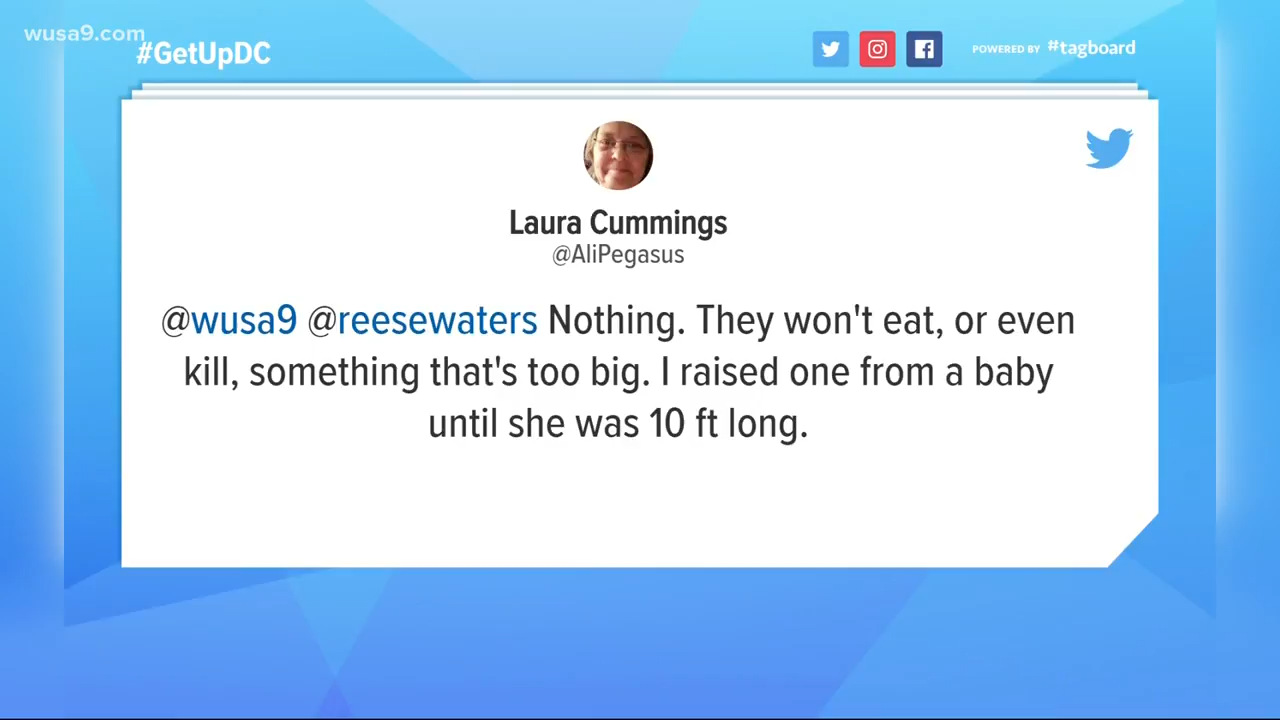 wusa9.com
#GetUpDC
POWERED BY #tagboard
Laura Cummings
@AliPegasus
@wusa9 @reesewaters Nothing. They won't eat, or even
kill, something that's too big. I raised one from a baby
until she was 10 ft long.